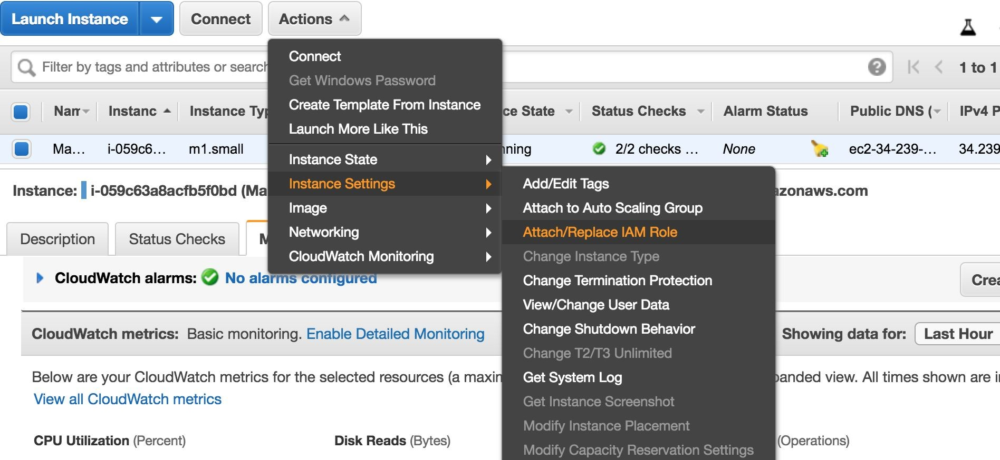 Launch Instance
Connect
Actions
Filter by tags and attributes or search
1 to 1
Nam
Instanc
Instance Typ
ce State
Status Checks
Alarm Status
Public DNS (
IPv4 P
Ma...
i-059c6...
m1.small
nning
2/2 checks ...
None
ec2-34-239-...
34.239
Instance:
i-059c63a8acfb5f0bd (Ma
azonaws.com
Description
Status Checks
M
CloudWatch alarms:
No alarms configured
Crea
CloudWatch metrics: Basic monitoring. Enable Detailed Monitoring
Showing data for:
Last Hour
Below are your CloudWatch metrics for the selected resources (a maxim
panded view. All times shown are i
View all CloudWatch metrics
CPU Utilization (Percent)
Disk Reads (Bytes)
(Operations)
Connect
Get Windows Password
Create Template From Instance
Launch More Like This
Instance State
Instance Settings
Image
Networking
CloudWatch Monitoring
Add/Edit Tags
Attach to Auto Scaling Group
Attach/Replace IAM Role
Change Instance Type
Change Termination Protection
View/Change User Data
Change Shutdown Behavior
Change T2/T3 Unlimited
Get System Log
Get Instance Screenshot
Modify Instance Placement
Modify Capacity Reservation Settings